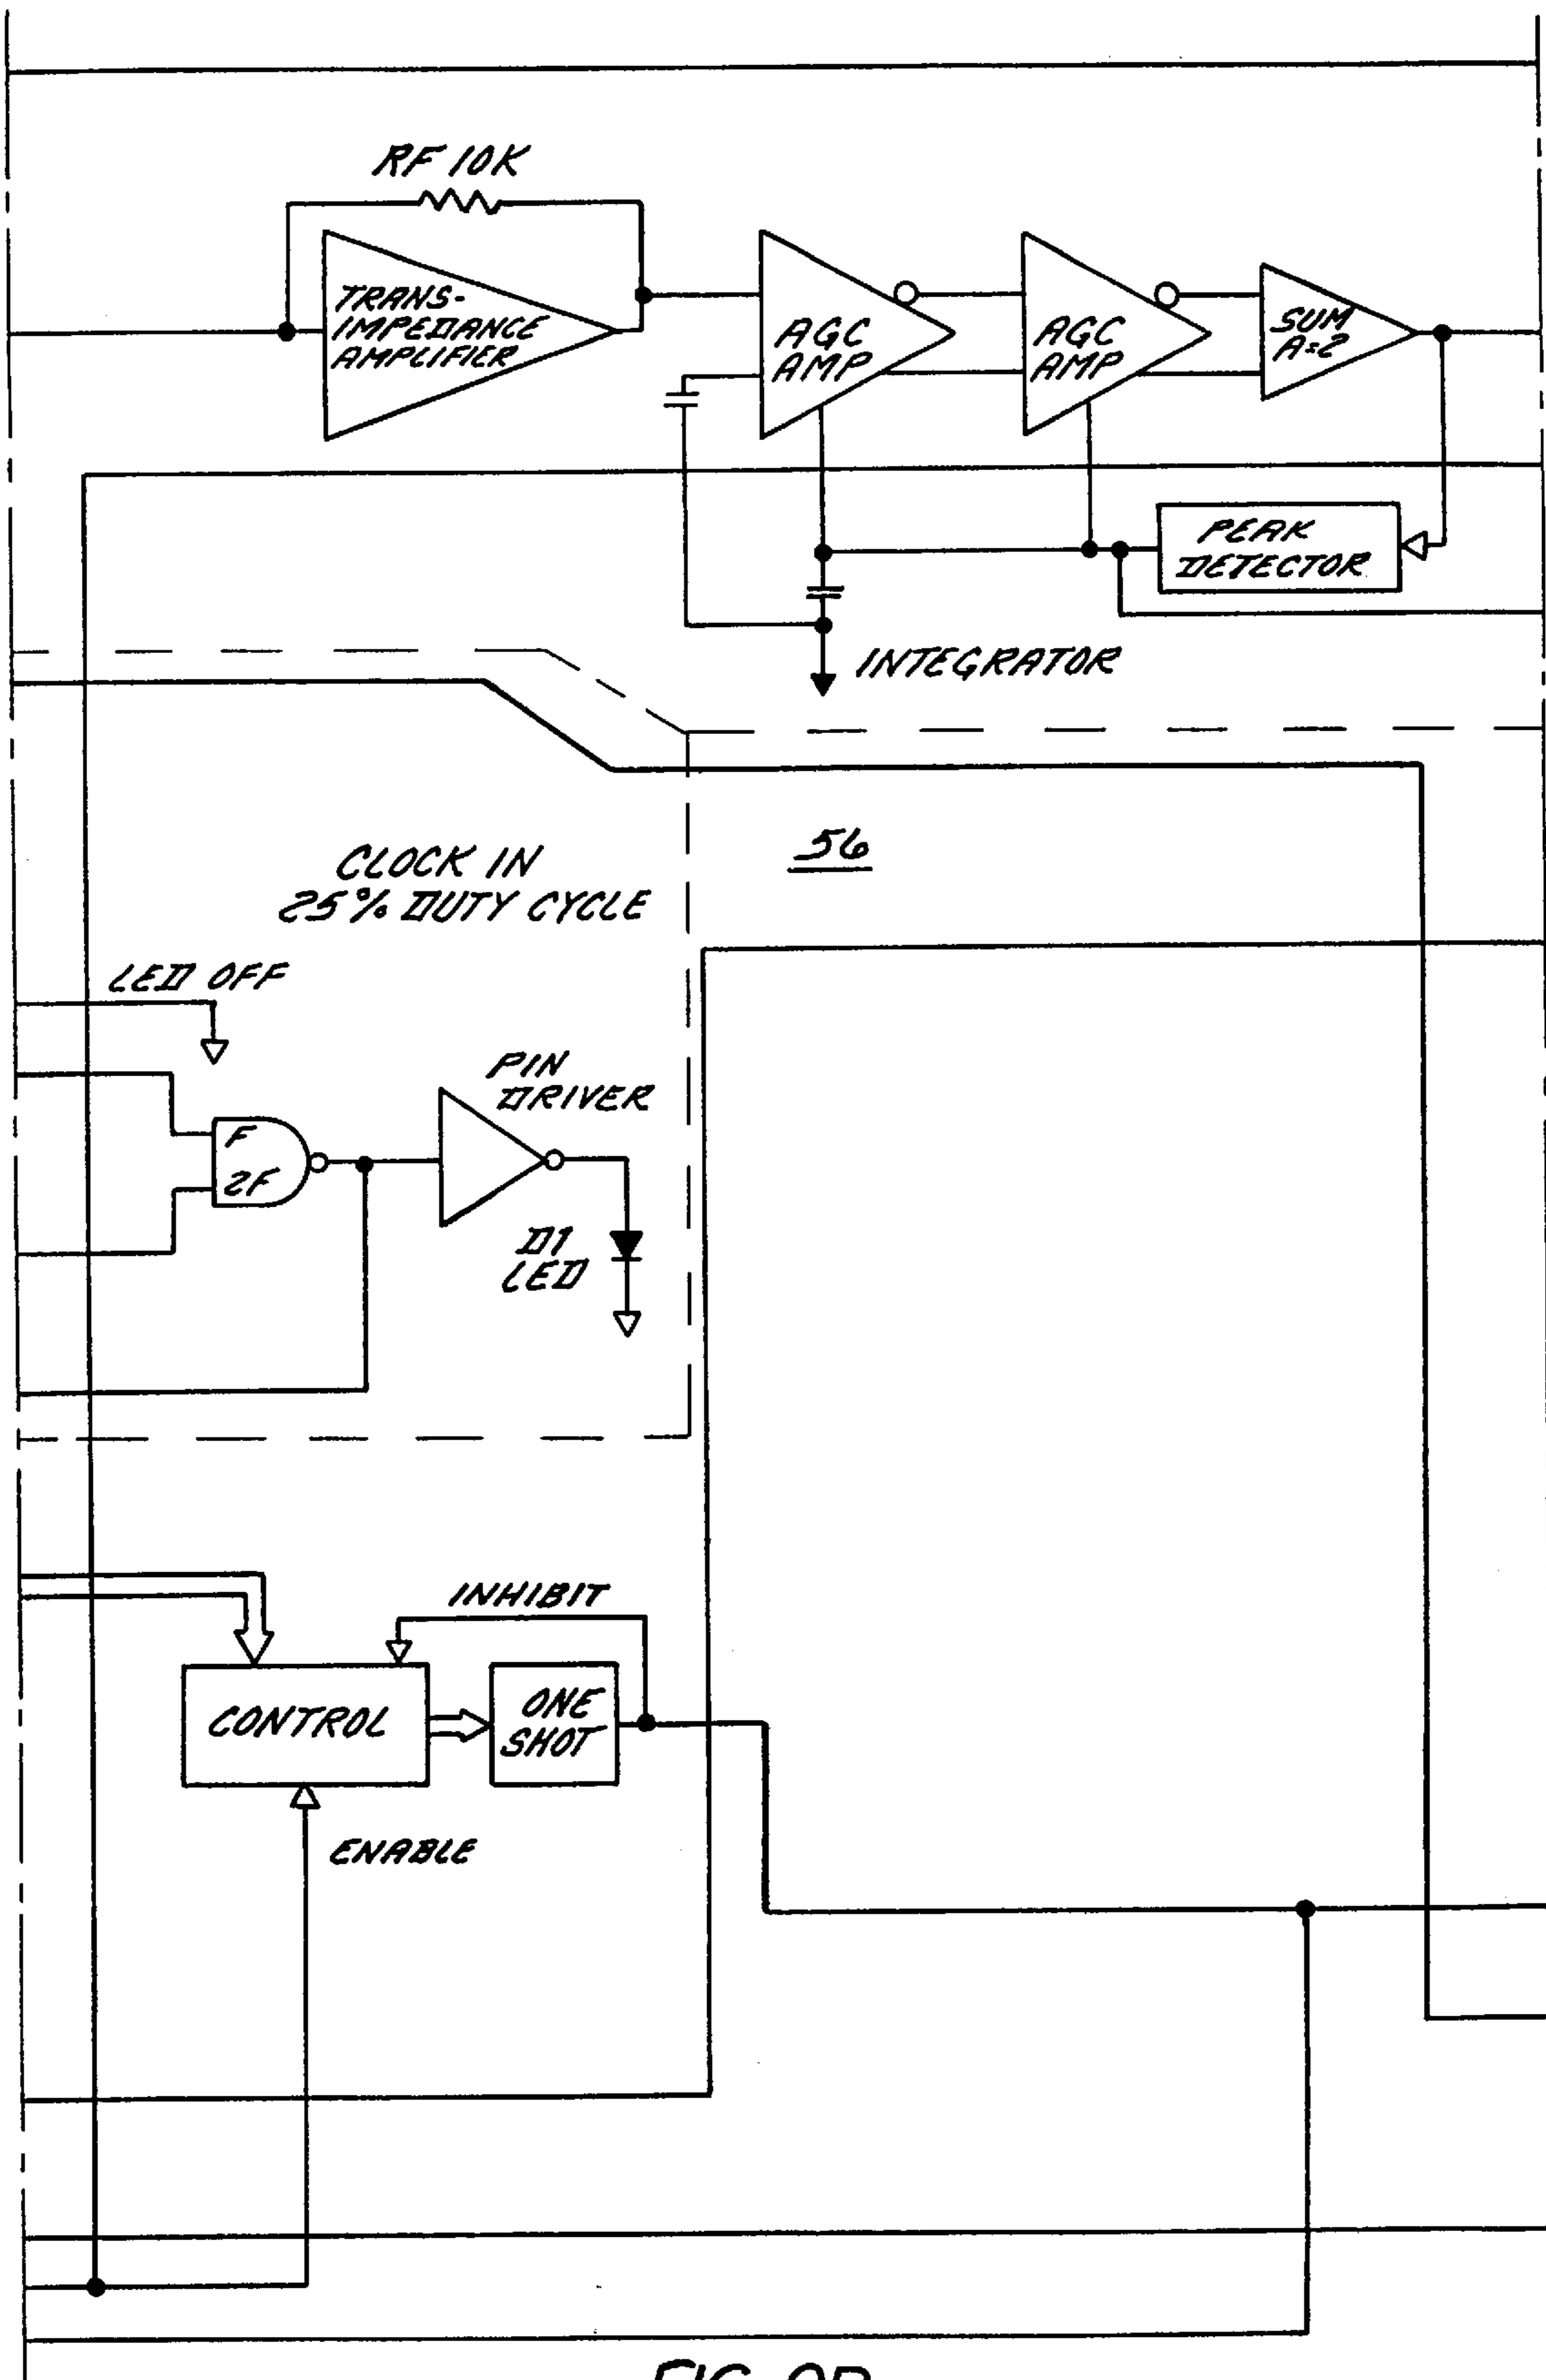 RF 10K
TRANS-
IMPEDANCE
AMPLIFIER
AGC
AMP
AGC
AMP
SUM
A=2
PEAK
DETECTOR
INTEGRATOR
56
CLOCK IN
25% DUTY CYCLE
LED OFF
PIN
DRIVER
F
2F
D1
LED
INHIBIT
CONTROL
ONE
SHOT
ENABLE